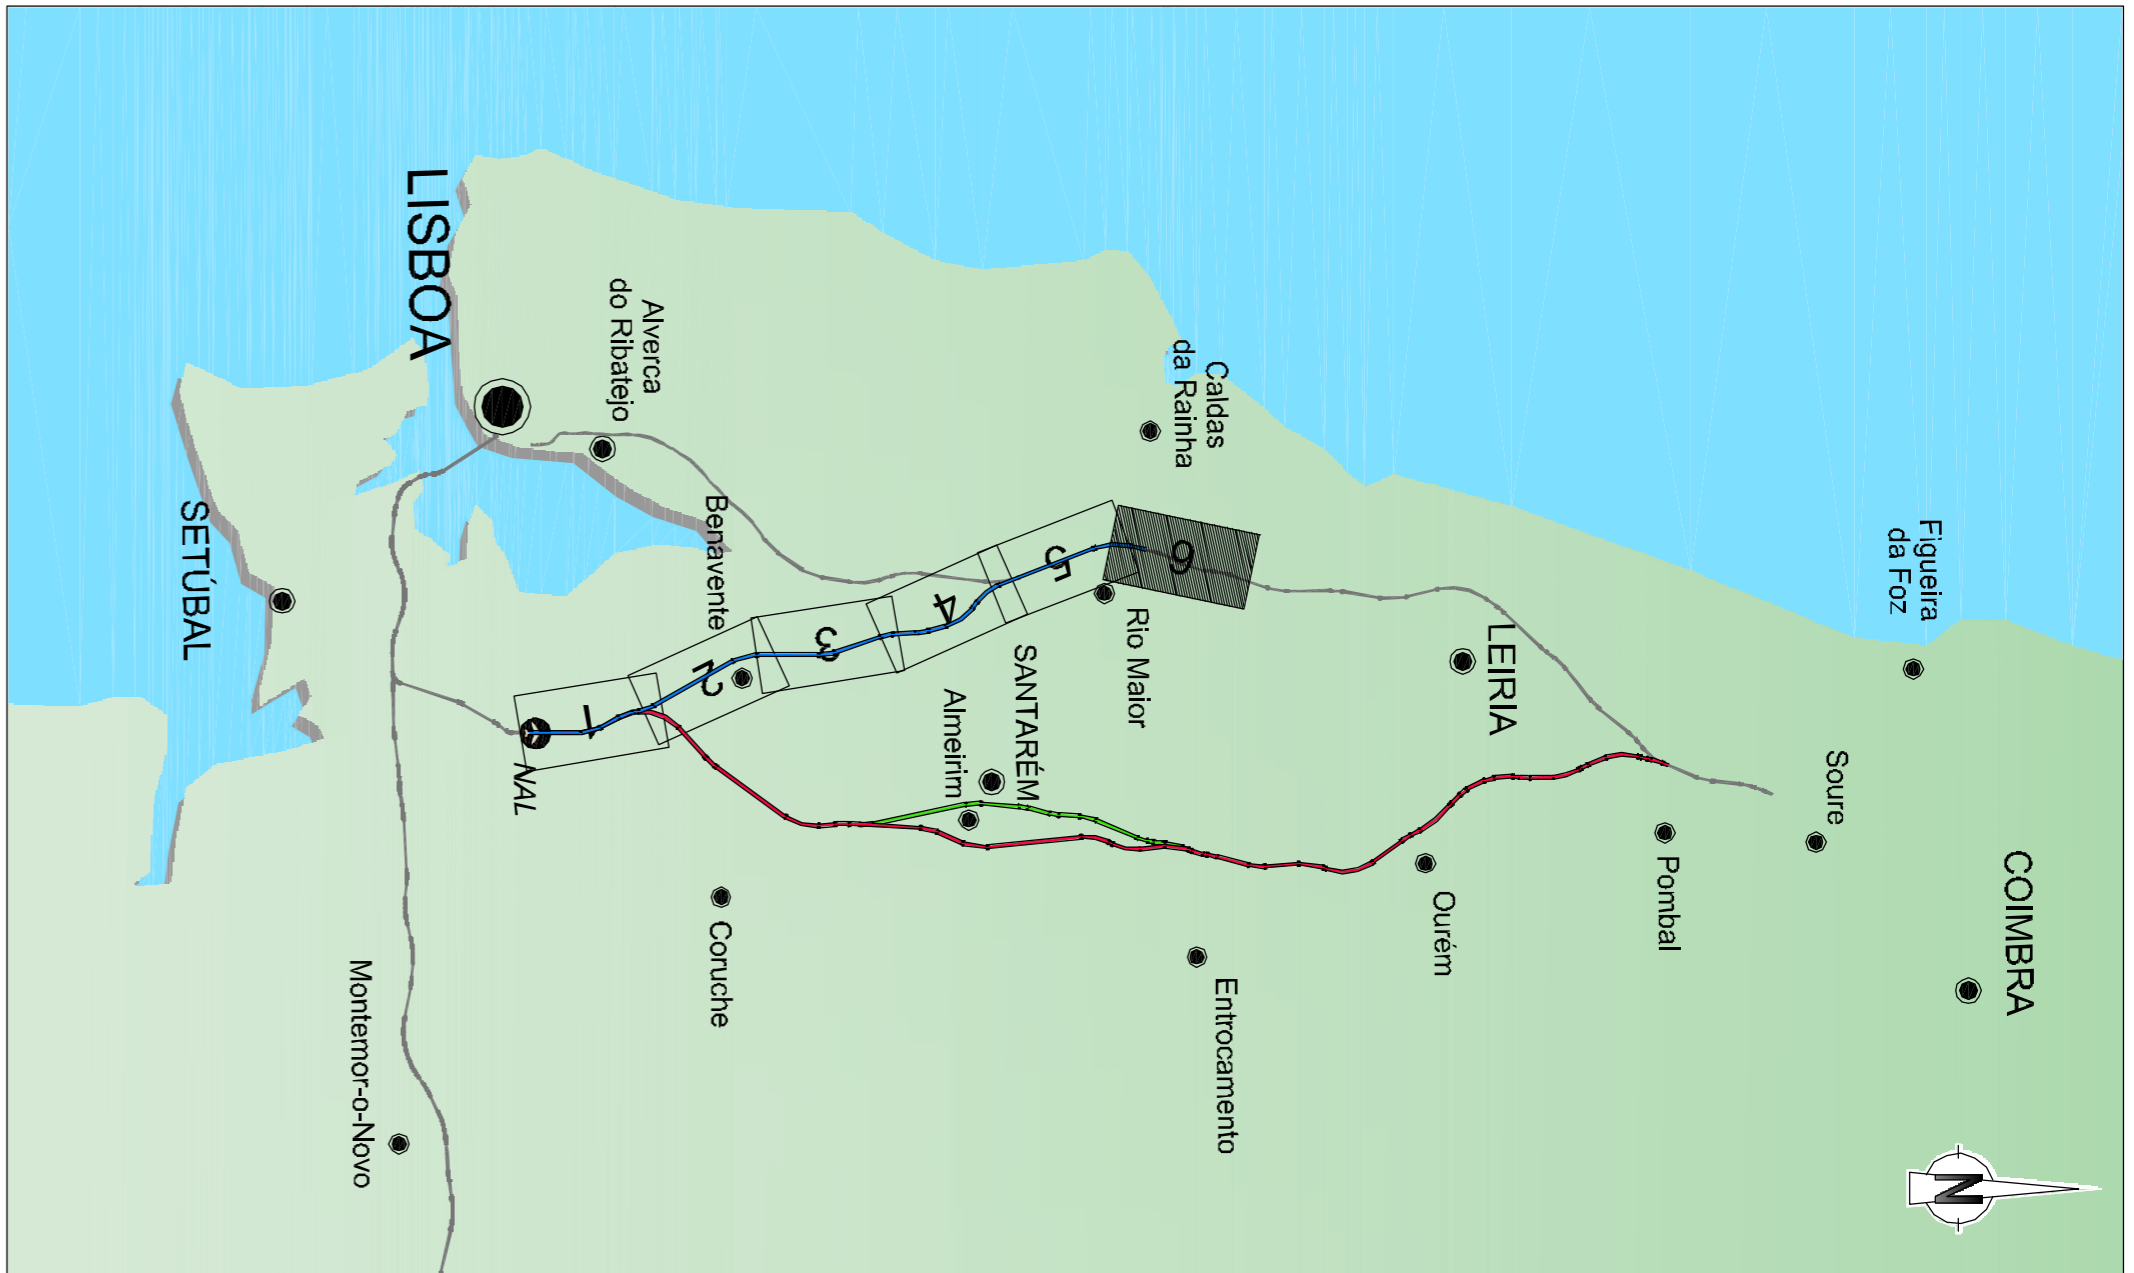 COIMBRA
N
Figueira
da Foz
Soure
Pombal
LEIRIA
Ourém
Caldas
da Rainha
Entrocamento
6
Rio Maior
5
SANTARÉM
Almeirim
4
3
Benavente
Coruche
2
Alverca
do Ribatejo
1
NAL
LISBOA
Montemor-o-Novo
SETÚBAL